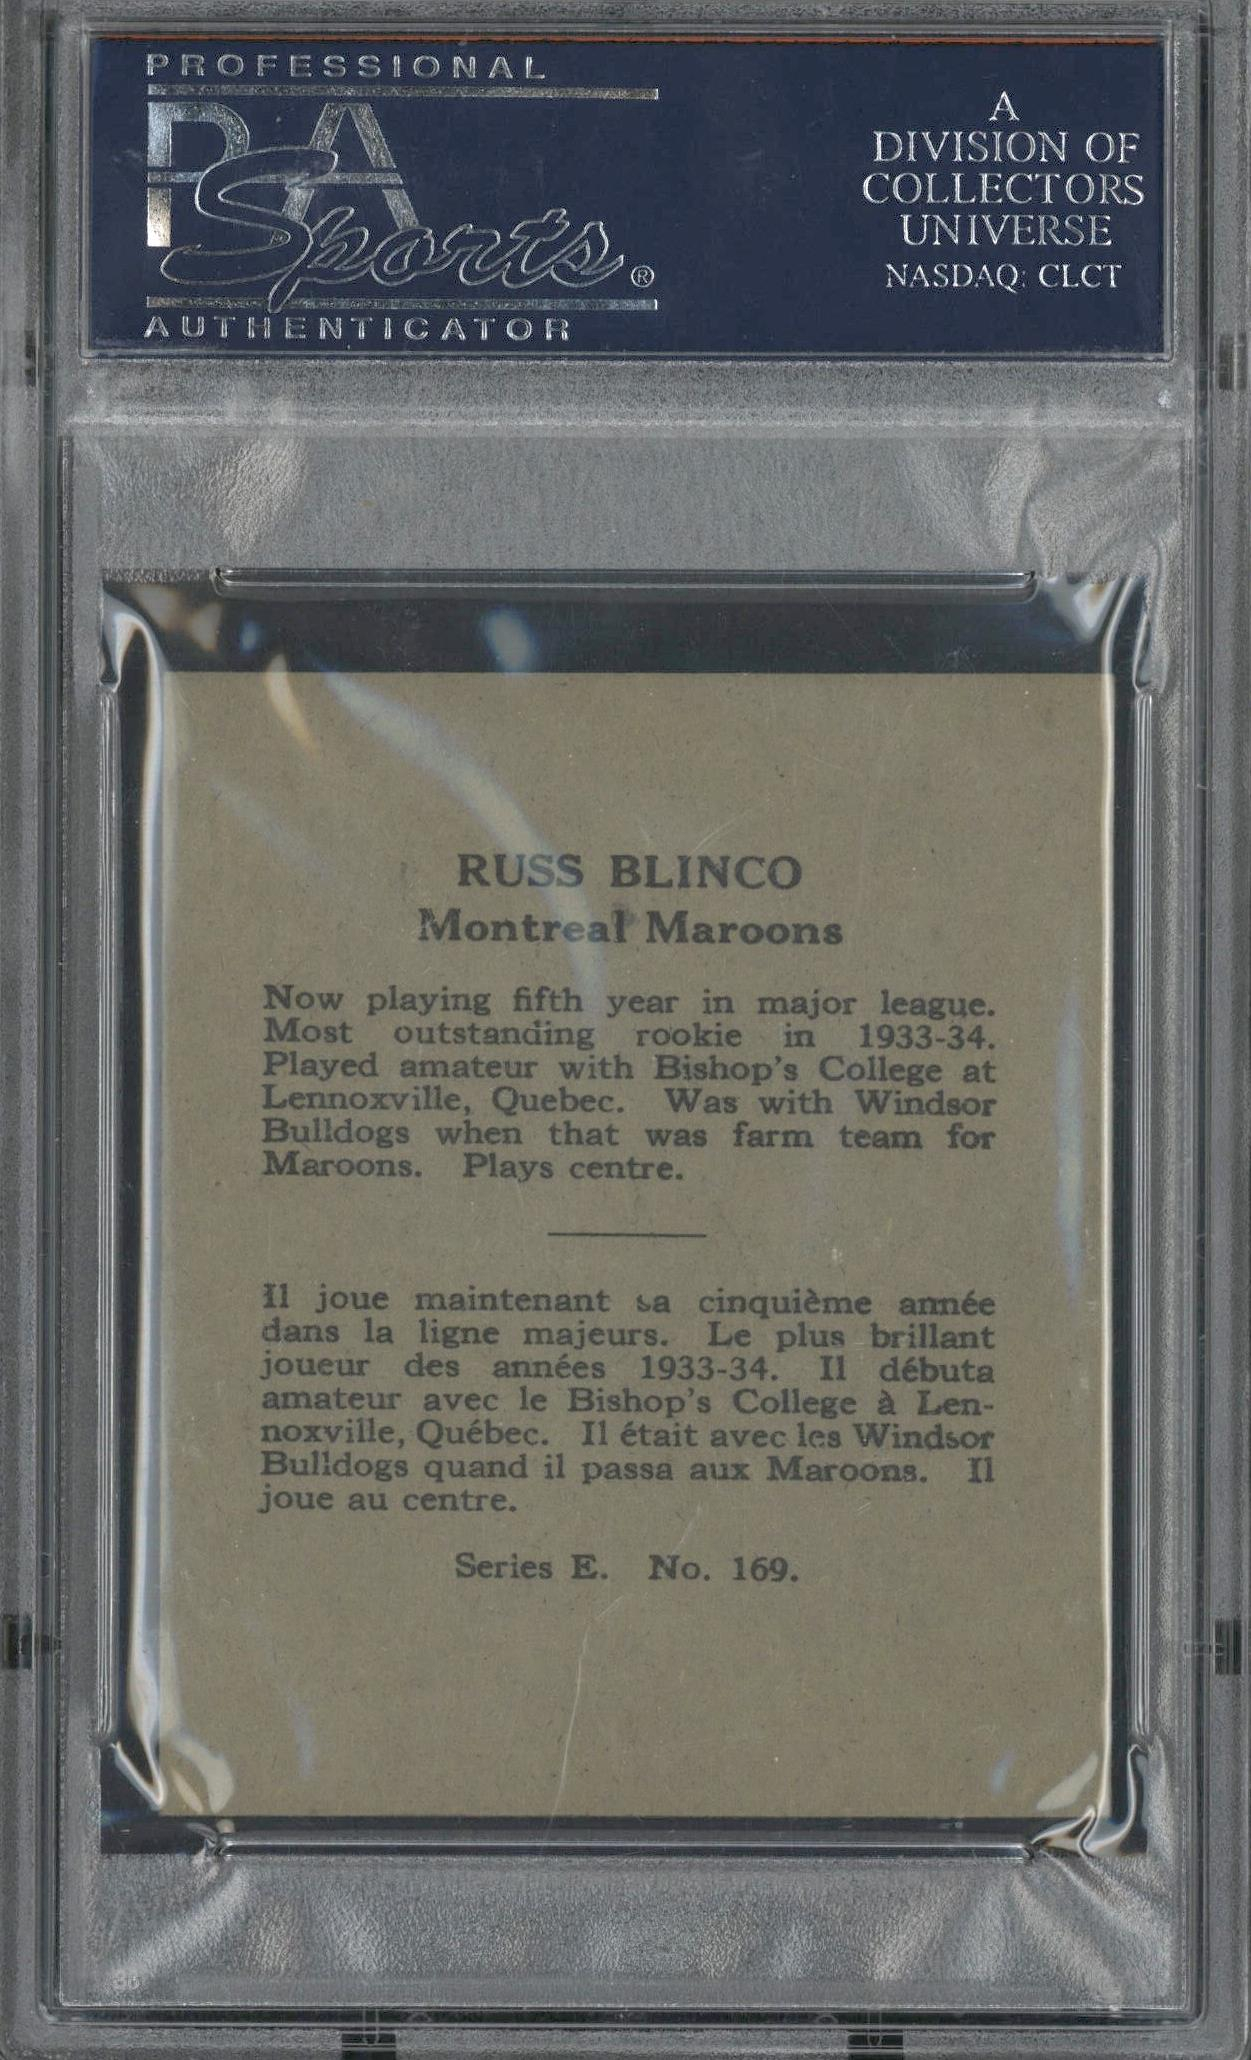 PROFESSIONAL
PSA
Sports®
AUTHENTICATOR
A
DIVISION OF
COLLECTORS
UNIVERSE
NASDAQ: CLCT
RUSS BLINCO
Montreal Maroons
Now playing fifth year in major league.
Most outstanding rookie in 1933-34.
Played amateur with Bishop's College at
Lennoxville, Quebec. Was with Windsor
Bulldogs when that was farm team for
Maroons. Plays centre.
Il joue maintenant sa cinquième année
dans la ligne majeurs. Le plus brillant
joueur des années 1933-34. Il débuta
amateur avec le Bishop's College à Len-
noxville, Québec. Il était avec les Windsor
Bulldogs quand il passa aux Maroons. Il
joue au centre.
Series E. No. 169.